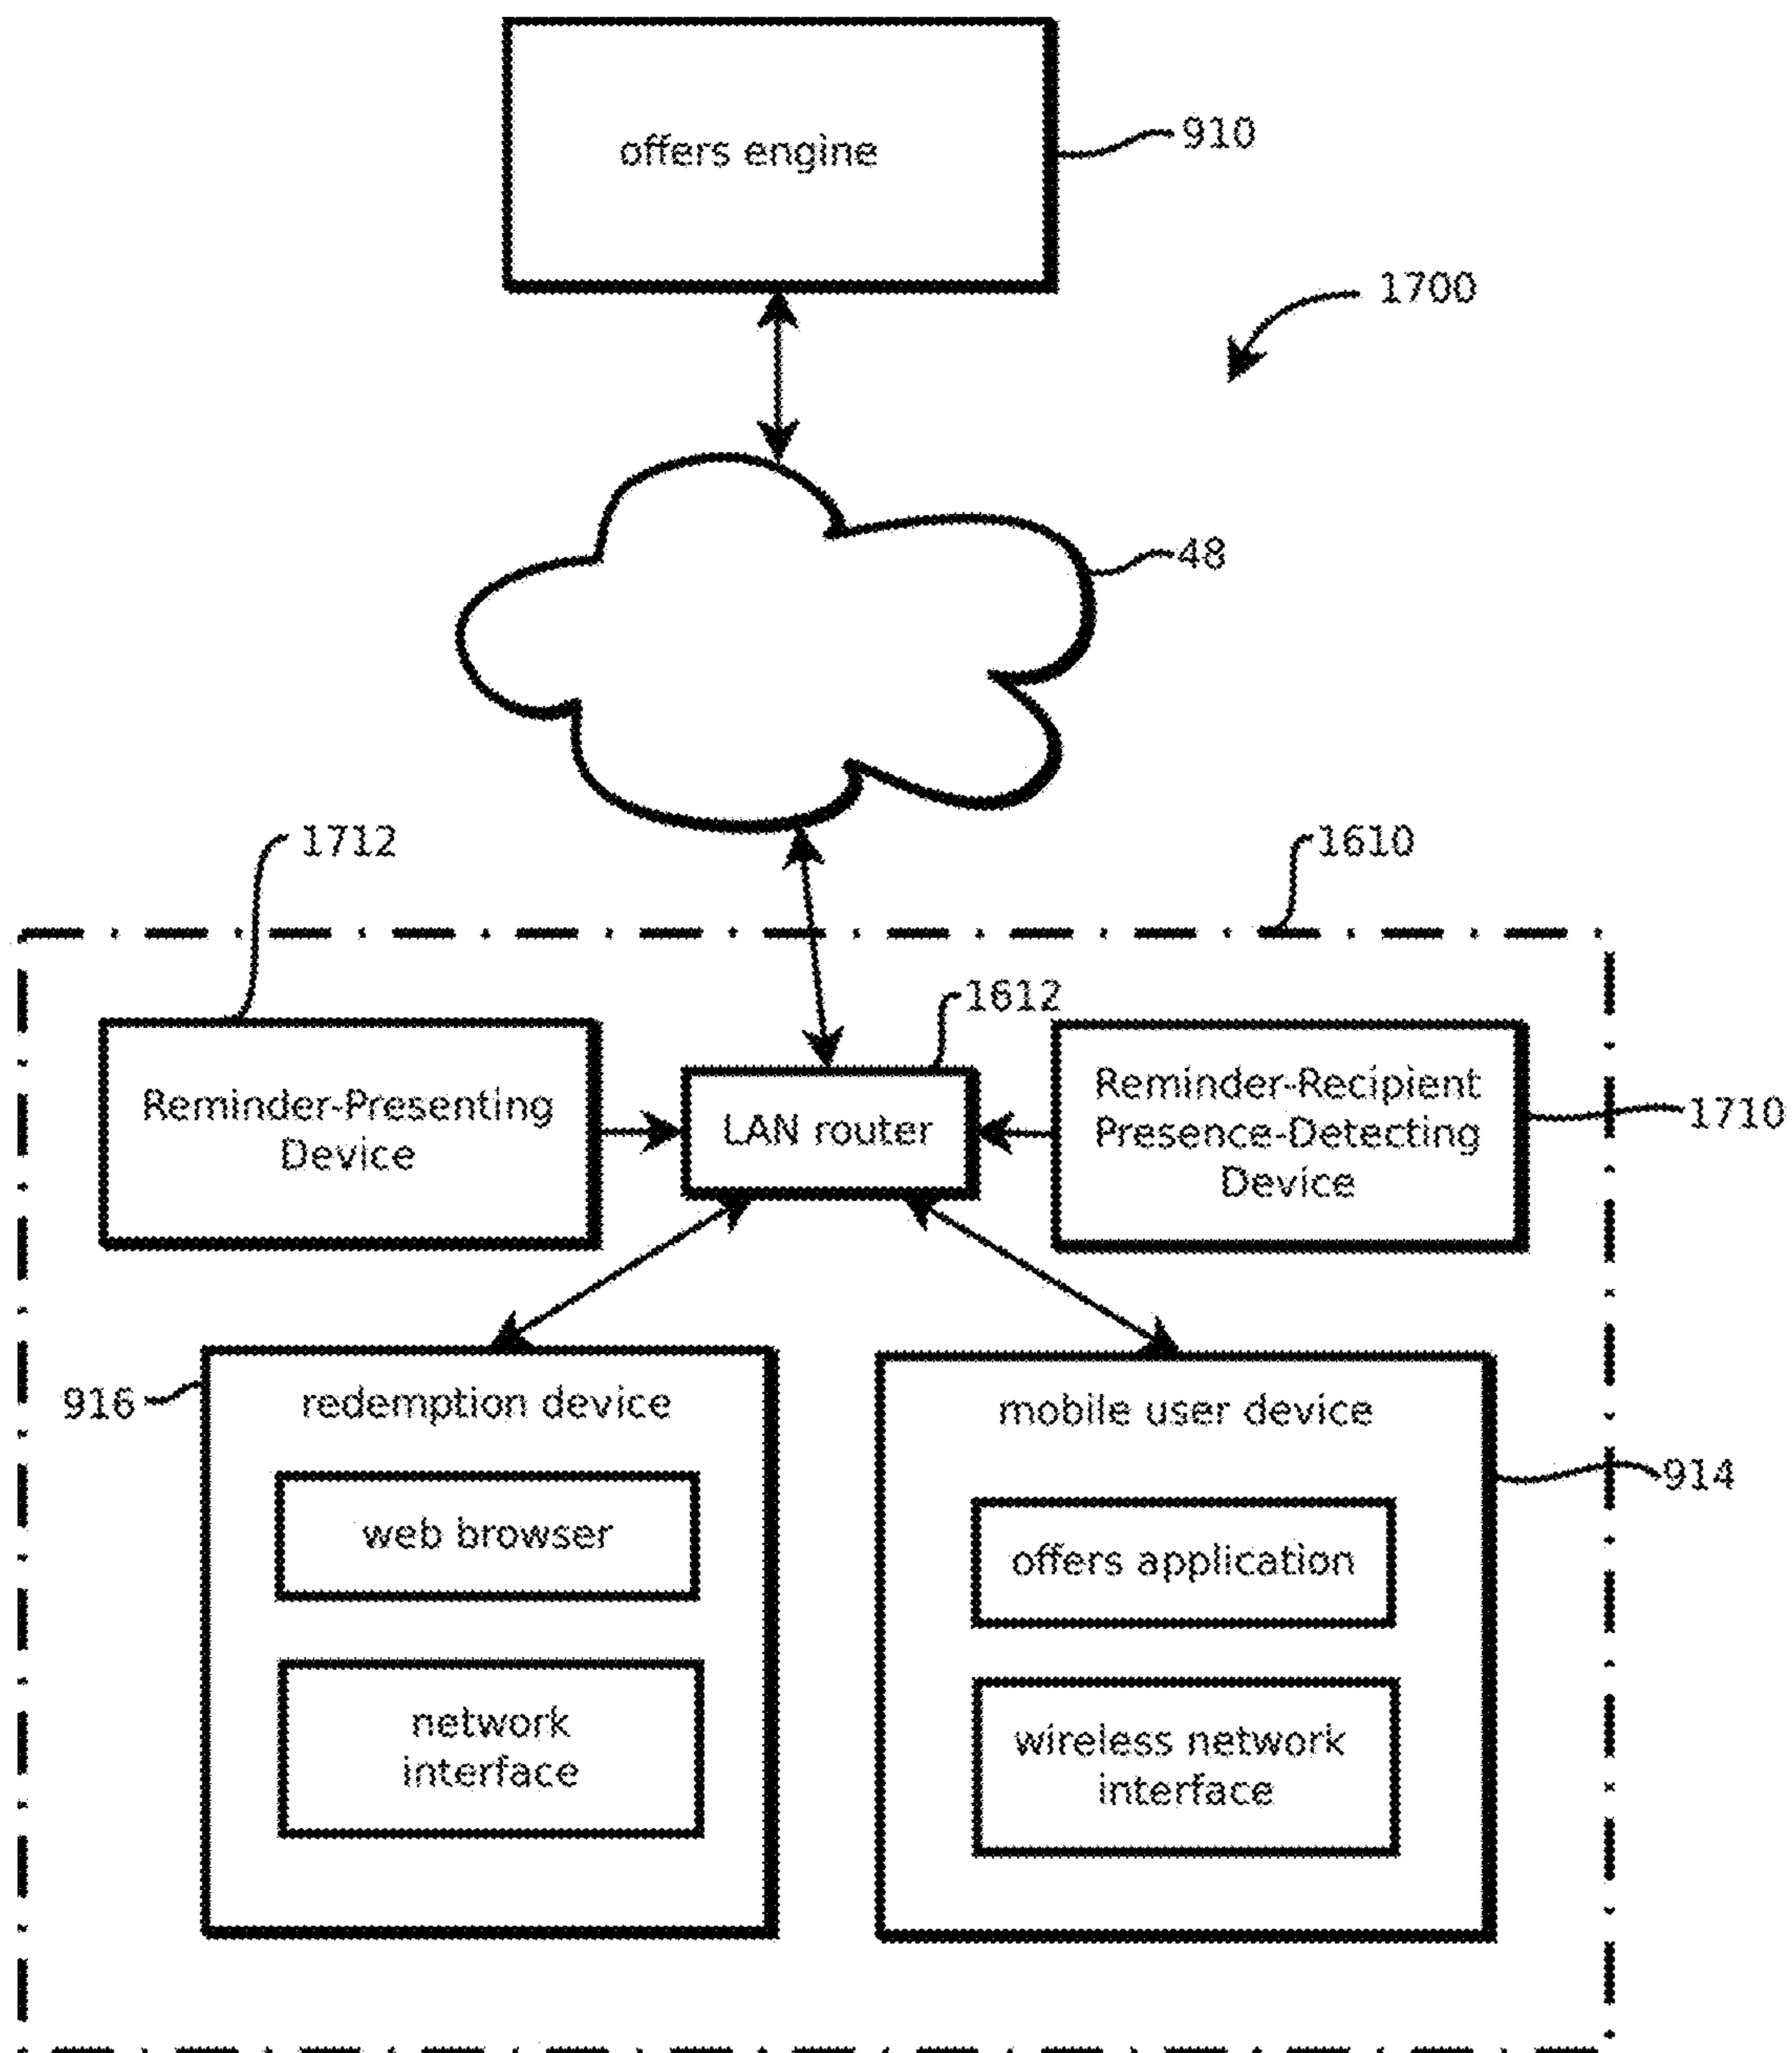 offers engine
910
1700
48
1712
1610
1612
Reminder-Presenting
Device
LAN router
Reminder-Recipient
Presence-Detecting
Device
1710
916
redemption device
mobile user device
914
web browser
offers application
network
interface
wireless network
interface